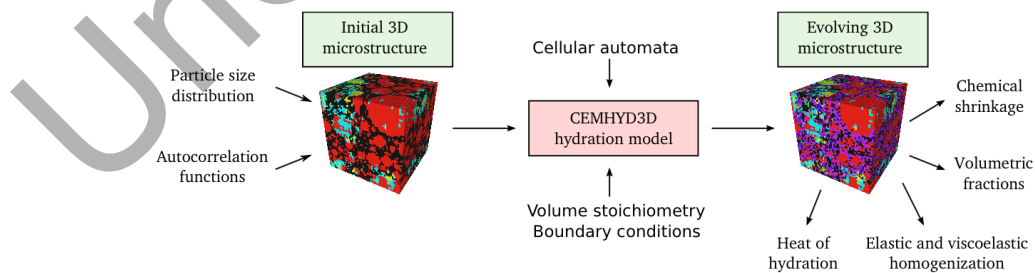 Initial 3D
microstructure
Particle size
distribution
Autocorrelation
functions
Cellular automata
CEMHYD3D
hydration model
Volume stoichiometry
Boundary conditions
Evolving 3D
microstructure
Chemical
shrinkage
Volumetric
fractions
Heat of
hydration
Elastic and viscoelastic
homogenization
Un